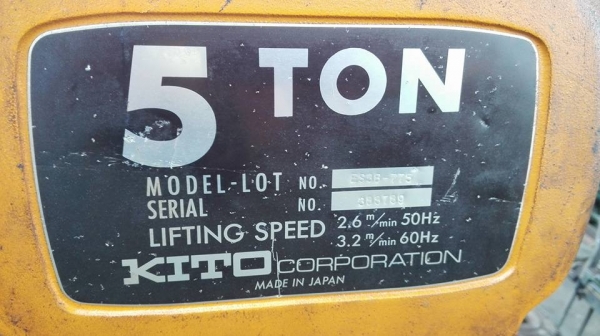 5 TON
MODEL-LOT NO.
SERIAL NO.
LIFTING SPEED 2.6 m/min 50Hz
3.2 m/min 60Hz
KITO CORPORATION
MADE IN JAPAN